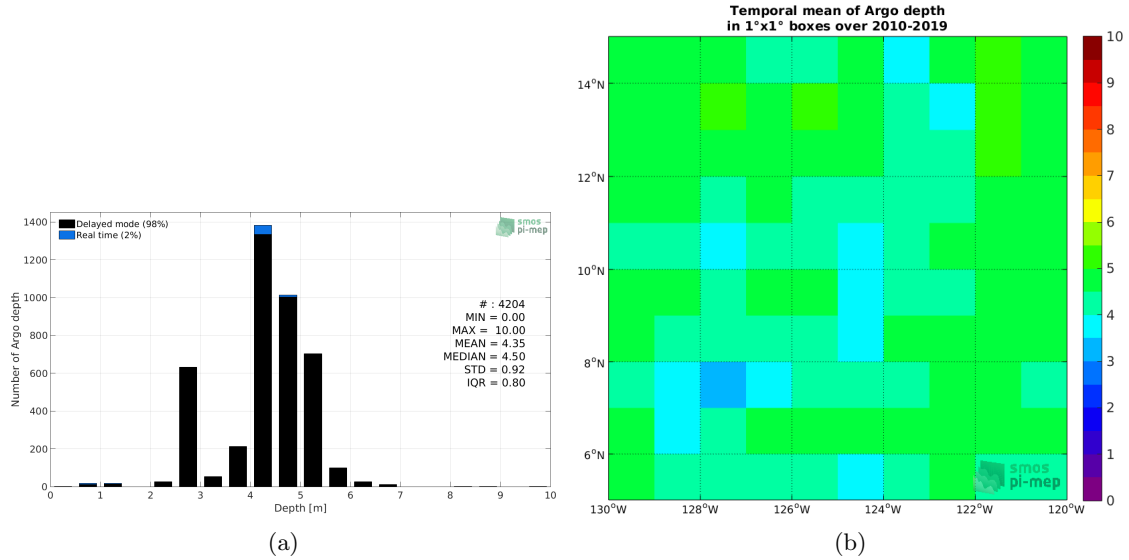 Temporal mean of Argo depth
in 1°x1° boxes over 2010-2019
Delayed mode (98%)
Real time (2%)
smos
pi-mep
# : 4204
MIN = 0.00
MAX = 10.00
MEAN = 4.35
MEDIAN = 4.50
STD = 0.92
IQR = 0.80
Number of Argo depth
1400
1200
1000
800
600
400
200
0
0 1 2 3 4 5 6 7 8 9 10
Depth [m]
(a)
14°N
12°N
10°N
8°N
6°N
130°W 128°W 126°W 124°W 122°W 120°W
smos
pi-mep
10
9
8
7
6
5
4
3
2
1
0
(b)